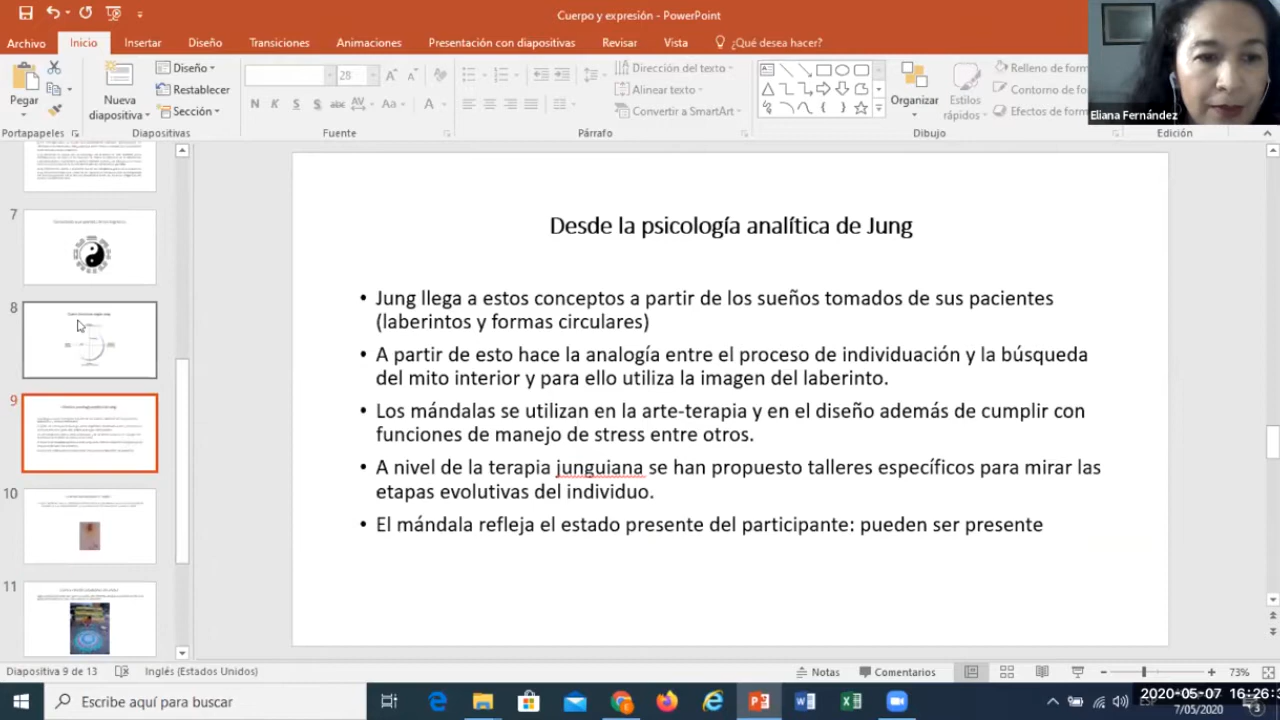 Cuerpo y expresión - PowerPoint
Archivo Inicio Insertar Diseño Transiciones Animaciones Presentación con diapositivas Revisar Vista ¿Qué desea hacer?
Pegar
Nueva diapositiva
Diseño
Restablecer
Sección
28
N K S S abc AV Aa A
Dirección del texto
Alinear texto
Convertir a SmartArt
Organizar
Estilos rápidos
Relleno de form
Contorno de for
Efectos de form
Eliana Fernández
Portapapeles Diapositivas Fuente Párrafo Dibujo Edición
7
8
9
10
11
Desde la psicología analítica de Jung
• Jung llega a estos conceptos a partir de los sueños tomados de sus pacientes
(laberintos y formas circulares)
• A partir de esto hace la analogía entre el proceso de individuación y la búsqueda
del mito interior y para ello utiliza la imagen del laberinto.
• Los mándalas se utilizan en la arte-terapia y en el diseño además de cumplir con
funciones de manejo de stress entre otros.
• A nivel de la terapia junguiana se han propuesto talleres específicos para mirar las
etapas evolutivas del individuo.
• El mándala refleja el estado presente del participante: pueden ser presente
Diapositiva 9 de 13 Inglés (Estados Unidos) Notas Comentarios 73%
Escribe aquí para buscar
2020-05-07 16:26:3
7/05/2020